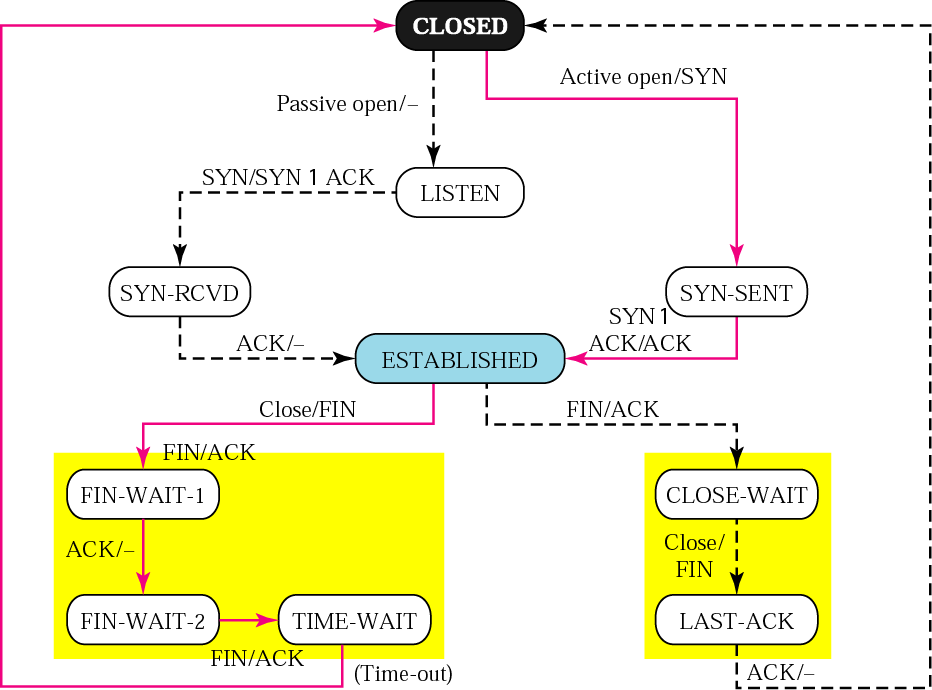 CLOSED
Active open/SYN
Passive open/–
SYN/SYN 1 ACK
LISTEN
SYN-RCVD
SYN-SENT
SYN 1
ACK/ACK
ACK/–
ESTABLISHED
Close/FIN
FIN/ACK
FIN/ACK
FIN-WAIT-1
CLOSE-WAIT
ACK/–
Close/
FIN
FIN-WAIT-2
TIME-WAIT
LAST-ACK
FIN/ACK
(Time-out)
ACK/–